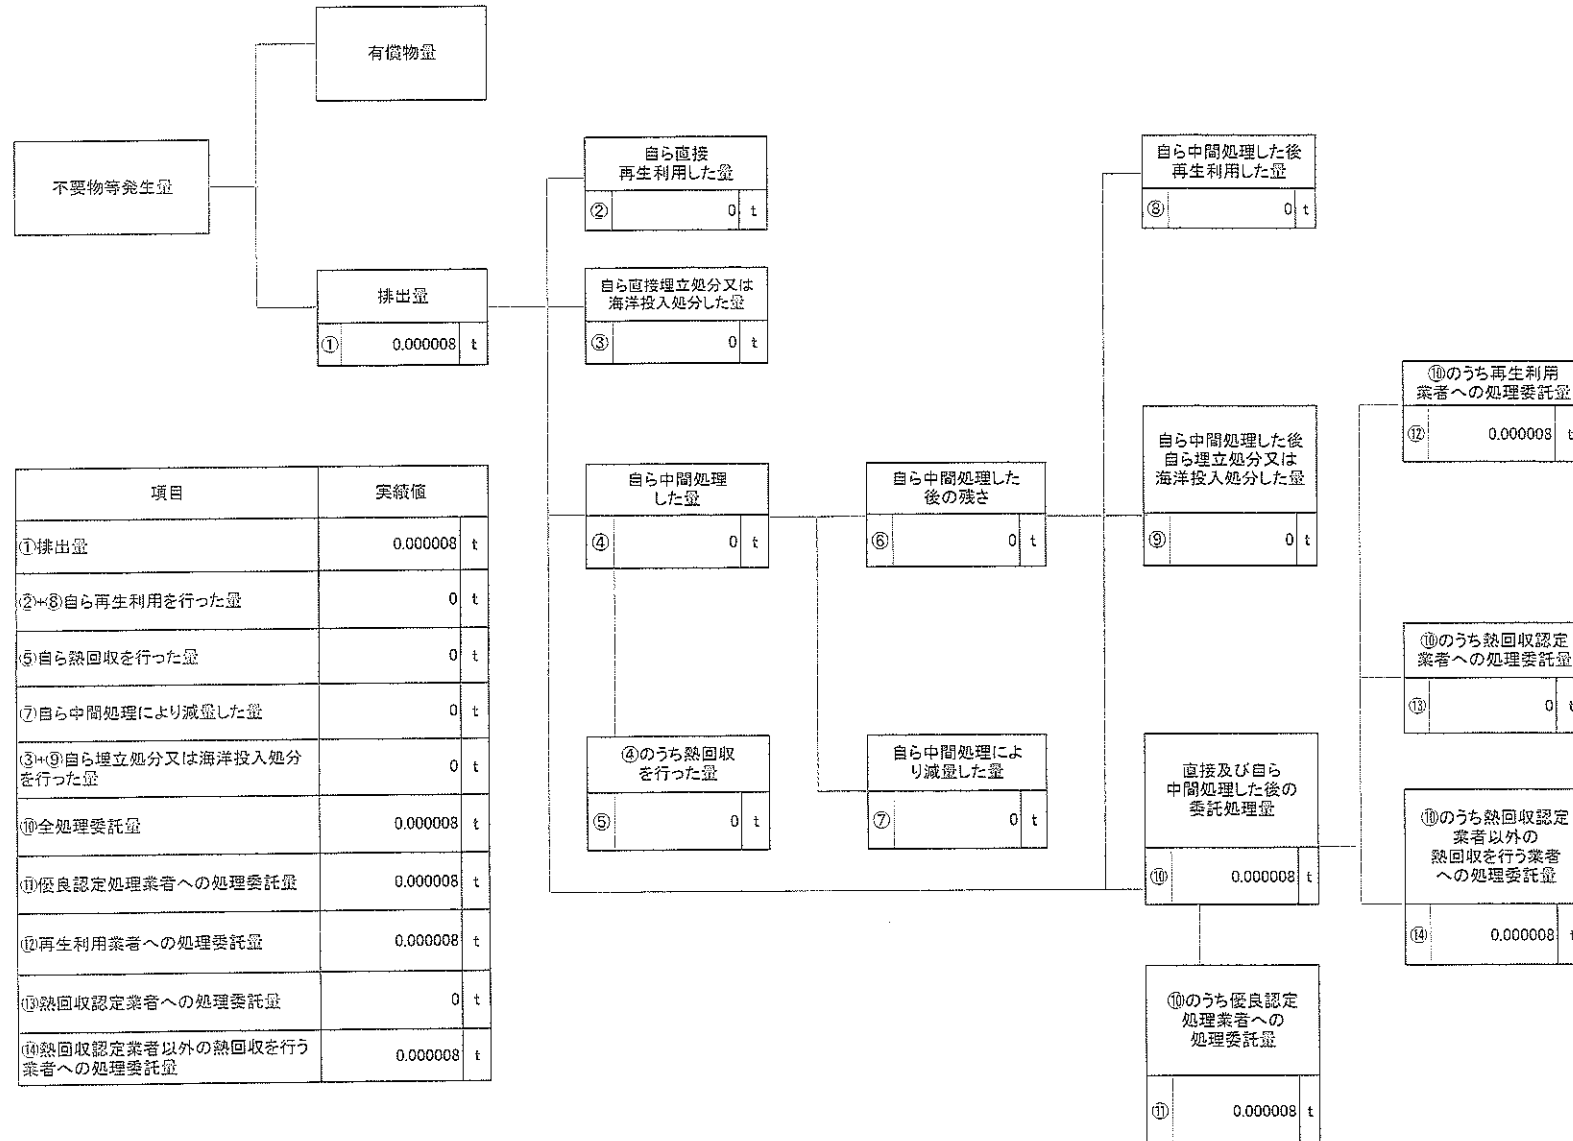 有償物量
不要物等発生量
排出量
① 0.000008 t
自ら直接
再生利用した量
② 0 t
自ら直接埋立処分又は
海洋投入処分した量
③ 0 t
自ら中間処理
した量
④ 0 t
④のうち熱回収
を行った量
⑤ 0 t
自ら中間処理した
後の残さ
⑥ 0 t
自ら中間処理によ
り減量した量
⑦ 0 t
自ら中間処理した後
再生利用した量
⑧ 0 t
自ら中間処理した後
自ら埋立処分又は
海洋投入処分した量
⑨ 0 t
直接及び自ら
中間処理した後の
委託処理量
⑩ 0.000008 t
⑩のうち優良認定
処理業者への
処理委託量
⑪ 0.000008 t
⑩のうち再生利用
業者への処理委託量
⑫ 0.000008 t
⑩のうち熱回収認定
業者への処理委託量
⑬ 0 t
⑩のうち熱回収認定
業者以外の
熱回収を行う業者
への処理委託量
⑭ 0.000008 t
項目 実績値
①排出量 0.000008 t
②+⑧自ら再生利用を行った量 0 t
⑤自ら熱回収を行った量 0 t
⑦自ら中間処理により減量した量 0 t
③+⑨自ら埋立処分又は海洋投入処分
を行った量 0 t
⑩全処理委託量 0.000008 t
⑪優良認定処理業者への処理委託量 0.000008 t
⑫再生利用業者への処理委託量 0.000008 t
⑬熱回収認定業者への処理委託量 0 t
⑭熱回収認定業者以外の熱回収を行う
業者への処理委託量 0.000008 t